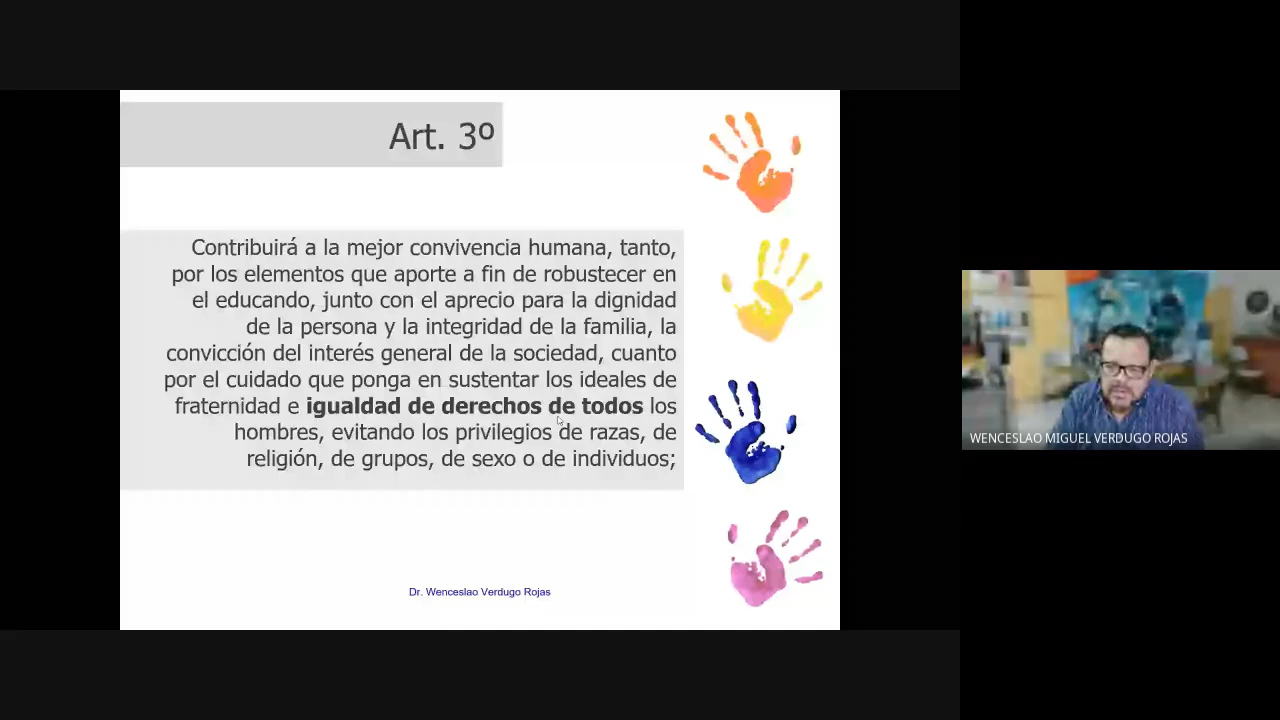 Art. 3º
Contribuirá a la mejor convivencia humana, tanto,
por los elementos que aporte a fin de robustecer en
el educando, junto con el aprecio para la dignidad
de la persona y la integridad de la familia, la
convicción del interés general de la sociedad, cuanto
por el cuidado que ponga en sustentar los ideales de
fraternidad e igualdad de derechos de todos los
hombres, evitando los privilegios de razas, de
religión, de grupos, de sexo o de individuos;
Dr. Wenceslao Verdugo Rojas
WENCESLAO MIGUEL VERDUGO ROJAS